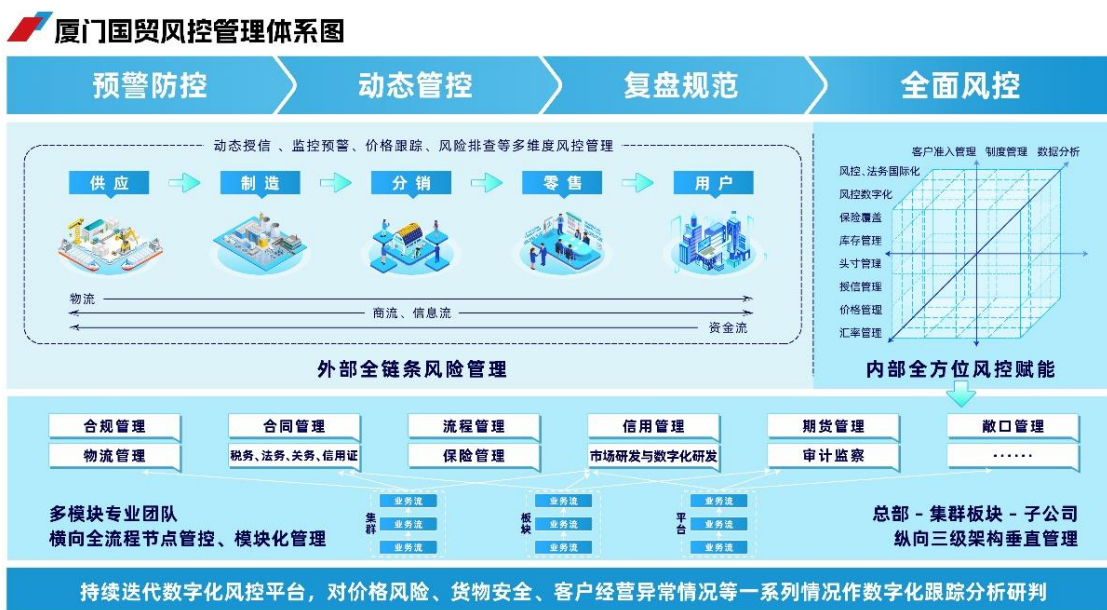 厦门国贸风控管理体系图
预警防控
动态管控
复盘规范
全面风控
动态授信、监控预警、价格跟踪、风险排查等多维度风控管理
供应
制造
分销
零售
用户
物流
商流、信息流
资金流
外部全链条风险管理
客户准入管理 制度管理 数据分析
风控、法务国际化
风控数字化
保险覆盖
库存管理
头寸管理
授信管理
价格管理
汇率管理
内部全方位风控赋能
合规管理
合同管理
流程管理
信用管理
期货管理
敞口管理
物流管理
税务、法务、关务、信用证
保险管理
市场研发与数字化研发
审计监察
······
多模块专业团队
横向全流程节点管控、模块化管理
集群
业务流
业务流
业务流
板块
业务流
业务流
业务流
平台
业务流
业务流
业务流
总部-集群板块-子公司
纵向三级架构垂直管理
持续迭代数字化风控平台，对价格风险、货物安全、客户经营异常情况等一系列情况作数字化跟踪分析研判